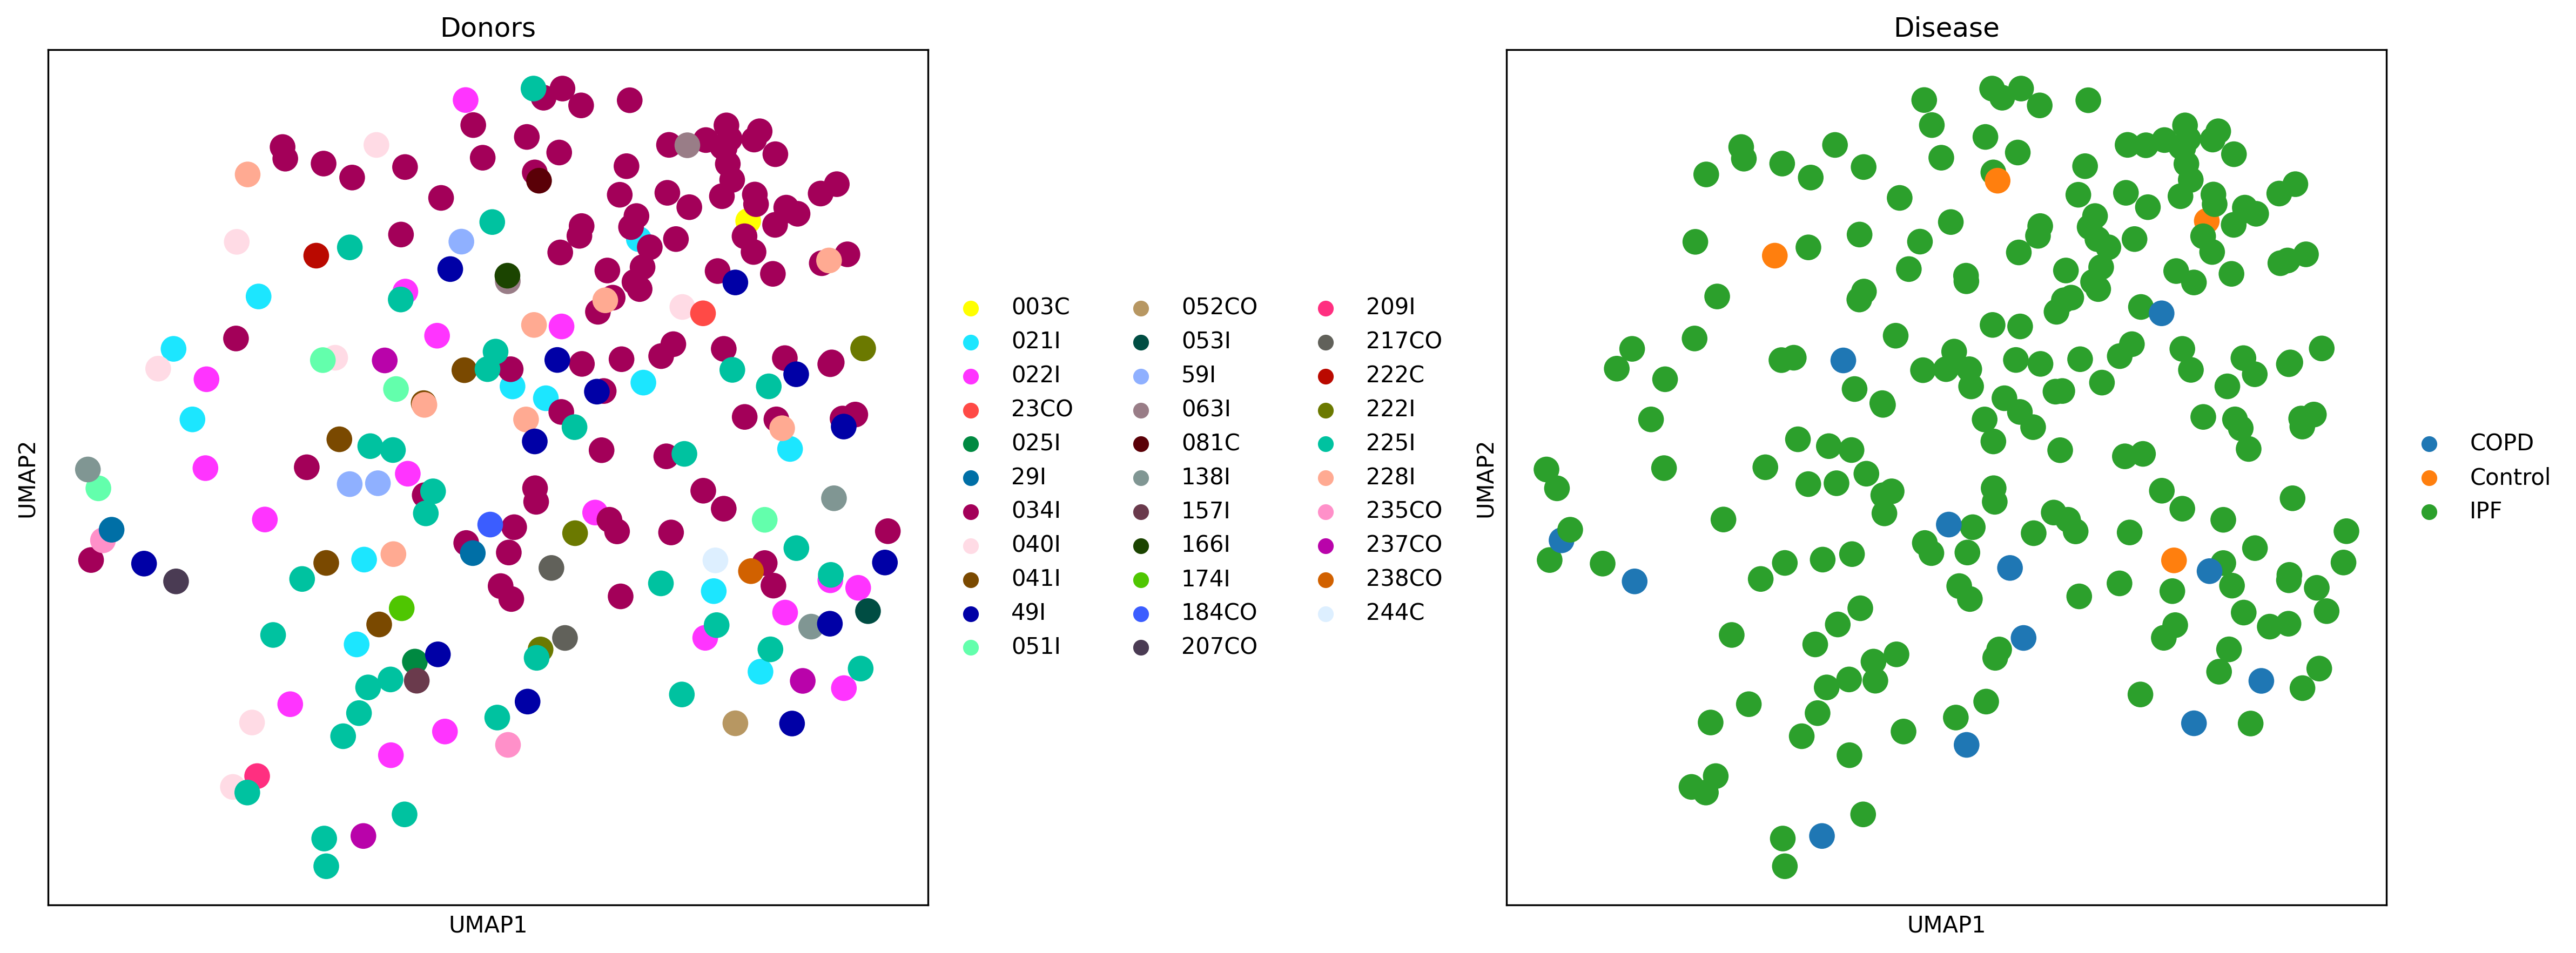 Donors
UMAP2
UMAP1
003C
021I
022I
23CO
025I
29I
034I
040I
041I
49I
051I
052CO
053I
59I
063I
081C
138I
157I
166I
174I
184CO
207CO
209I
217CO
222C
222I
225I
228I
235CO
237CO
238CO
244C
Disease
UMAP2
UMAP1
COPD
Control
IPF